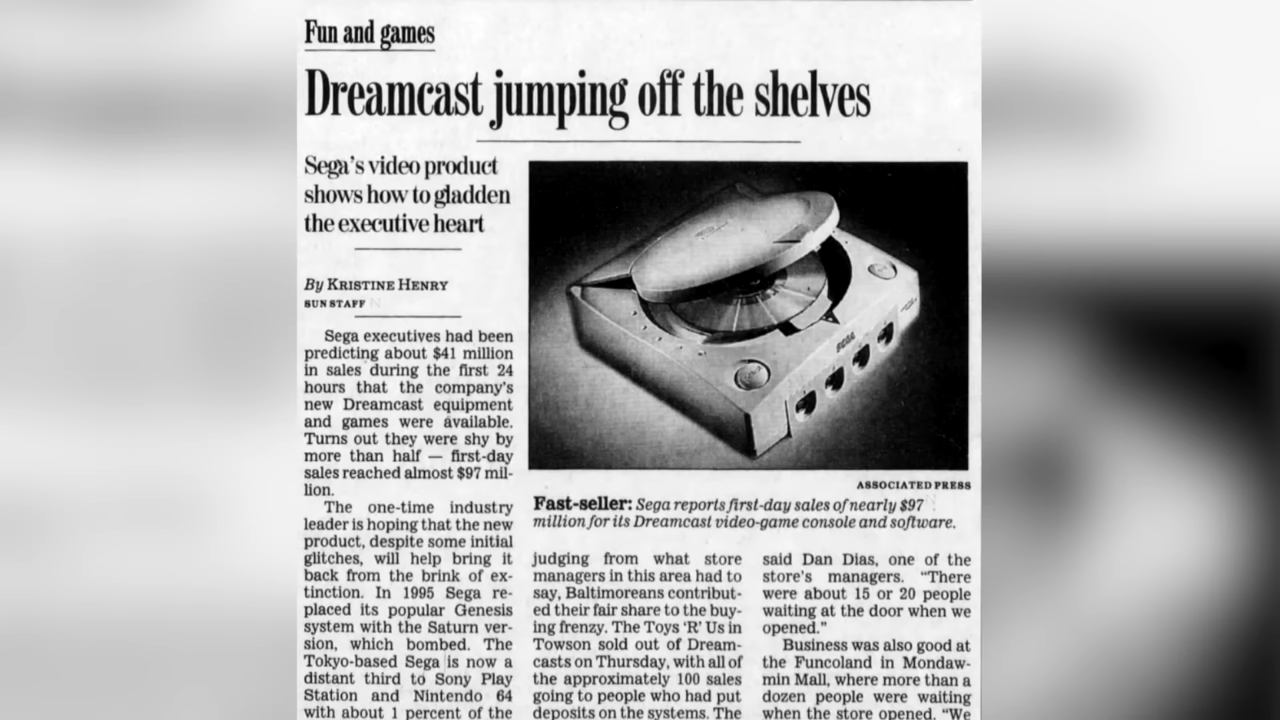 Fun and games
Dreamcast jumping off the shelves
Sega's video product
shows how to gladden
the executive heart
By KRISTINE HENRY
SUN STAFF
Sega executives had been
predicting about $41 million
in sales during the first 24
hours that the company's
new Dreamcast equipment
and games were available.
Turns out they were shy by
more than half — first-day
sales reached almost $97 mil-
lion.
The one-time industry
leader is hoping that the new
product, despite some initial
glitches, will help bring it
back from the brink of ex-
tinction. In 1995 Sega re-
placed its popular Genesis
system with the Saturn ver-
sion, which bombed. The
Tokyo-based Sega is now a
distant third to Sony Play
Station and Nintendo 64
with about 1 percent of the
SEGA
ASSOCIATED PRESS
Fast-seller: Sega reports first-day sales of nearly $97
million for its Dreamcast video-game console and software.
judging from what store
managers in this area had to
say, Baltimoreans contribut-
ed their fair share to the buy-
ing frenzy. The Toys 'R' Us in
Towson sold out of Dream-
casts on Thursday, with all of
the approximately 100 sales
going to people who had put
deposits on the systems. The
said Dan Dias, one of the
store's managers. "There
were about 15 or 20 people
waiting at the door when we
opened."
Business was also good at
the Funcoland in Mondaw-
min Mall, where more than a
dozen people were waiting
when the store opened. "We